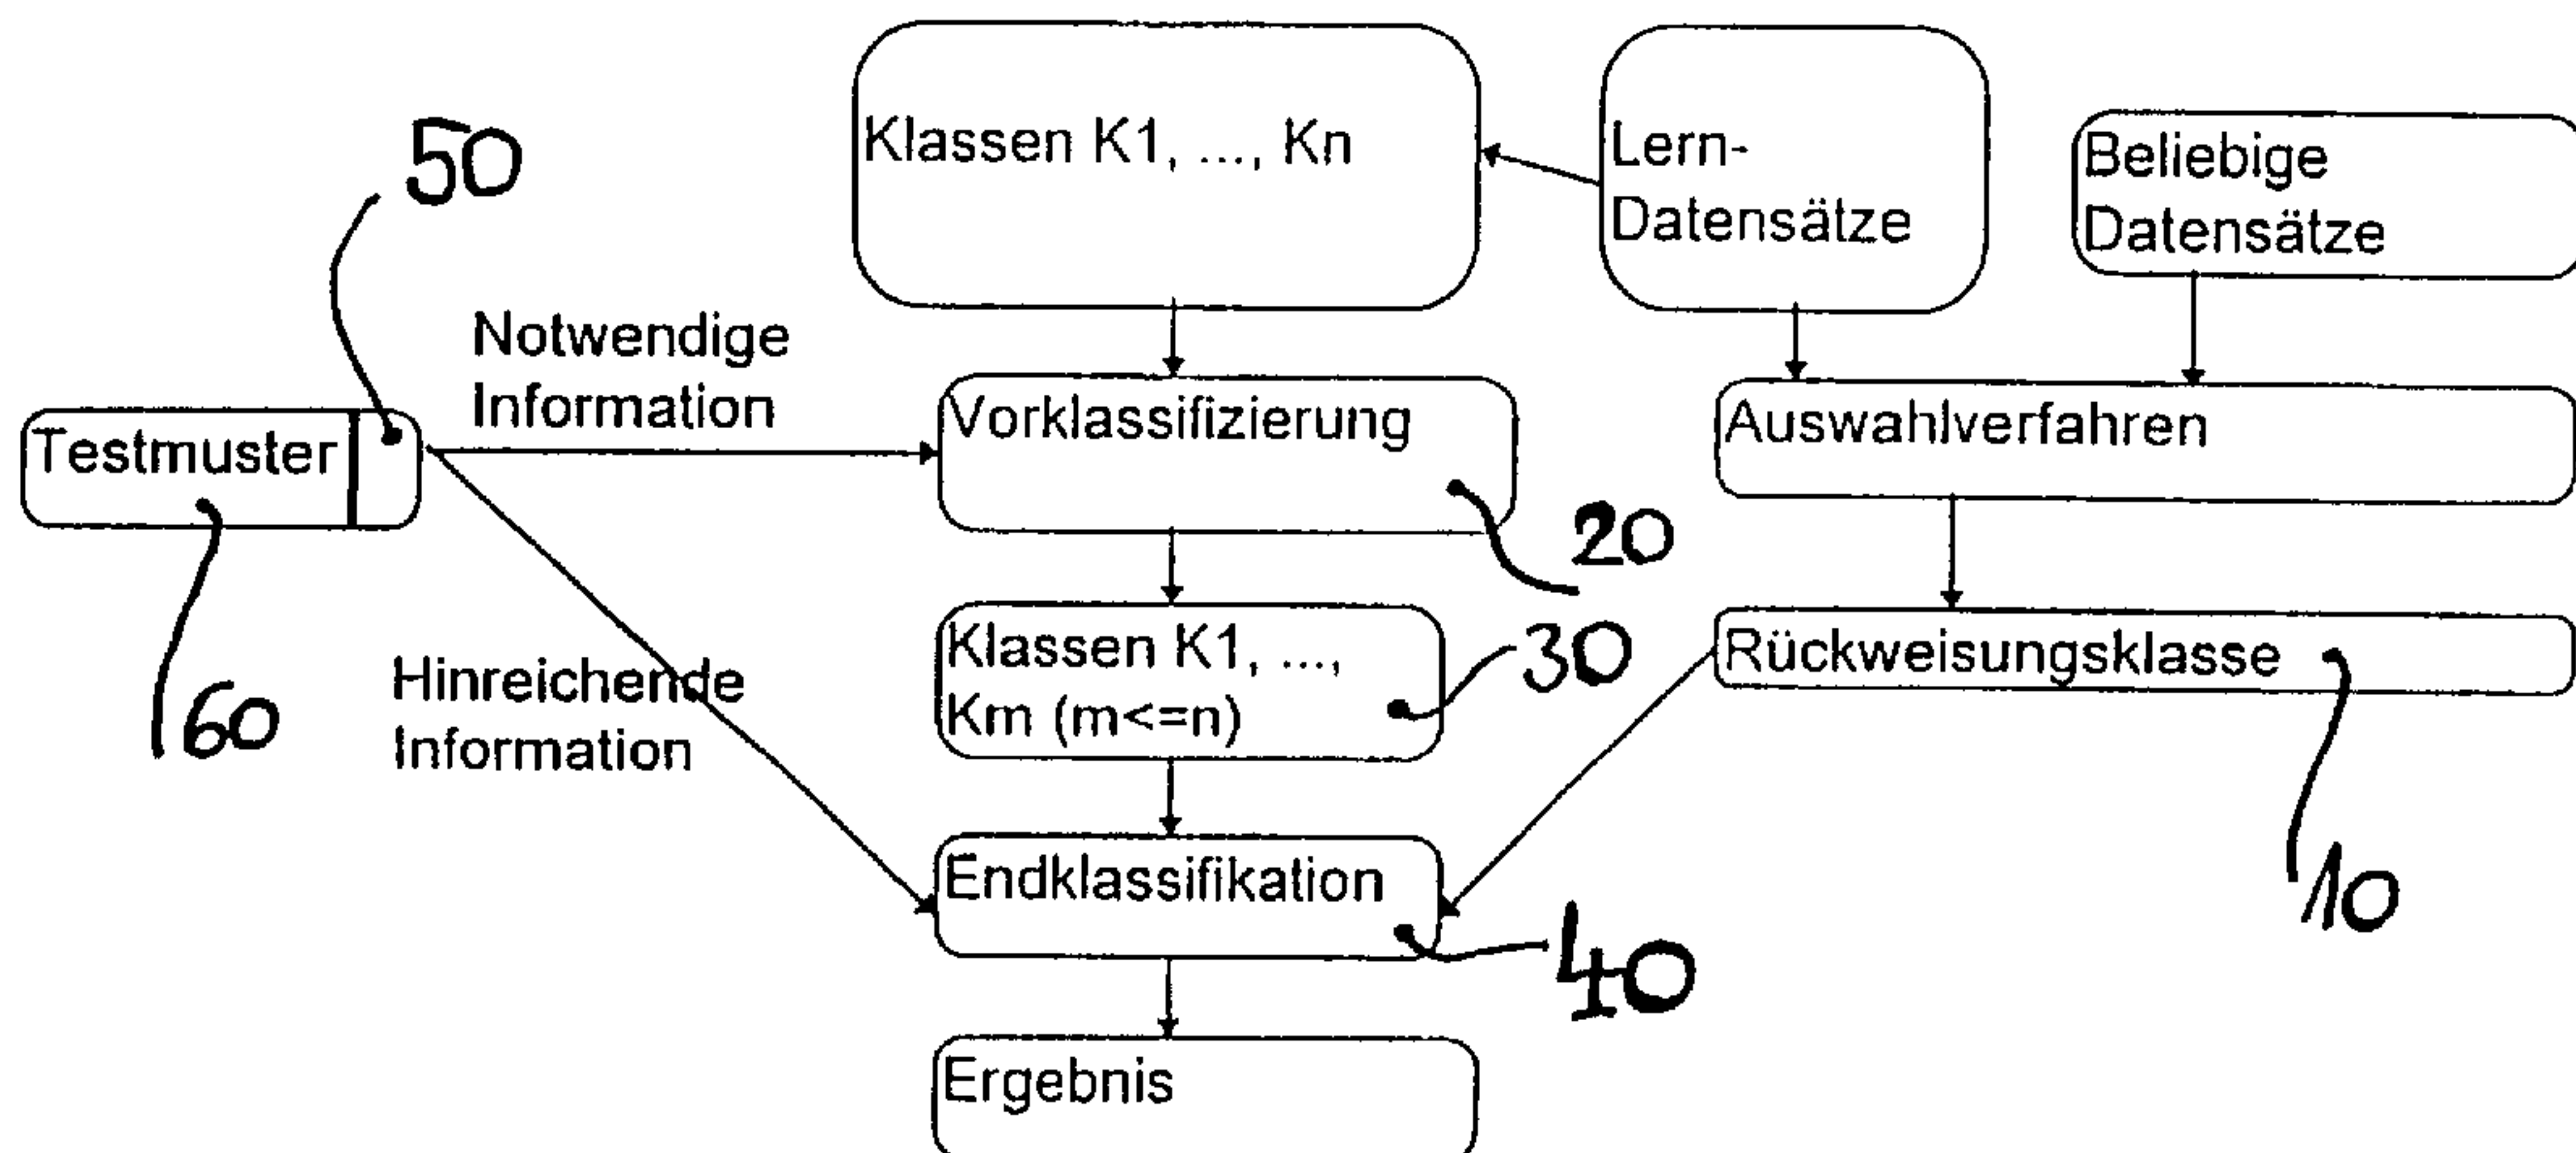 Klassen K1, ..., Kn
Lern-
Datensätze
Beliebige
Datensätze
50
Notwendige
Information
Testmuster
Vorklassifizierung
Auswahlverfahren
20
60
Hinreichende
Information
Klassen K1, ...,
Km (m<=n)
30
Rückweisungsklasse
10
Endklassifikation
40
Ergebnis